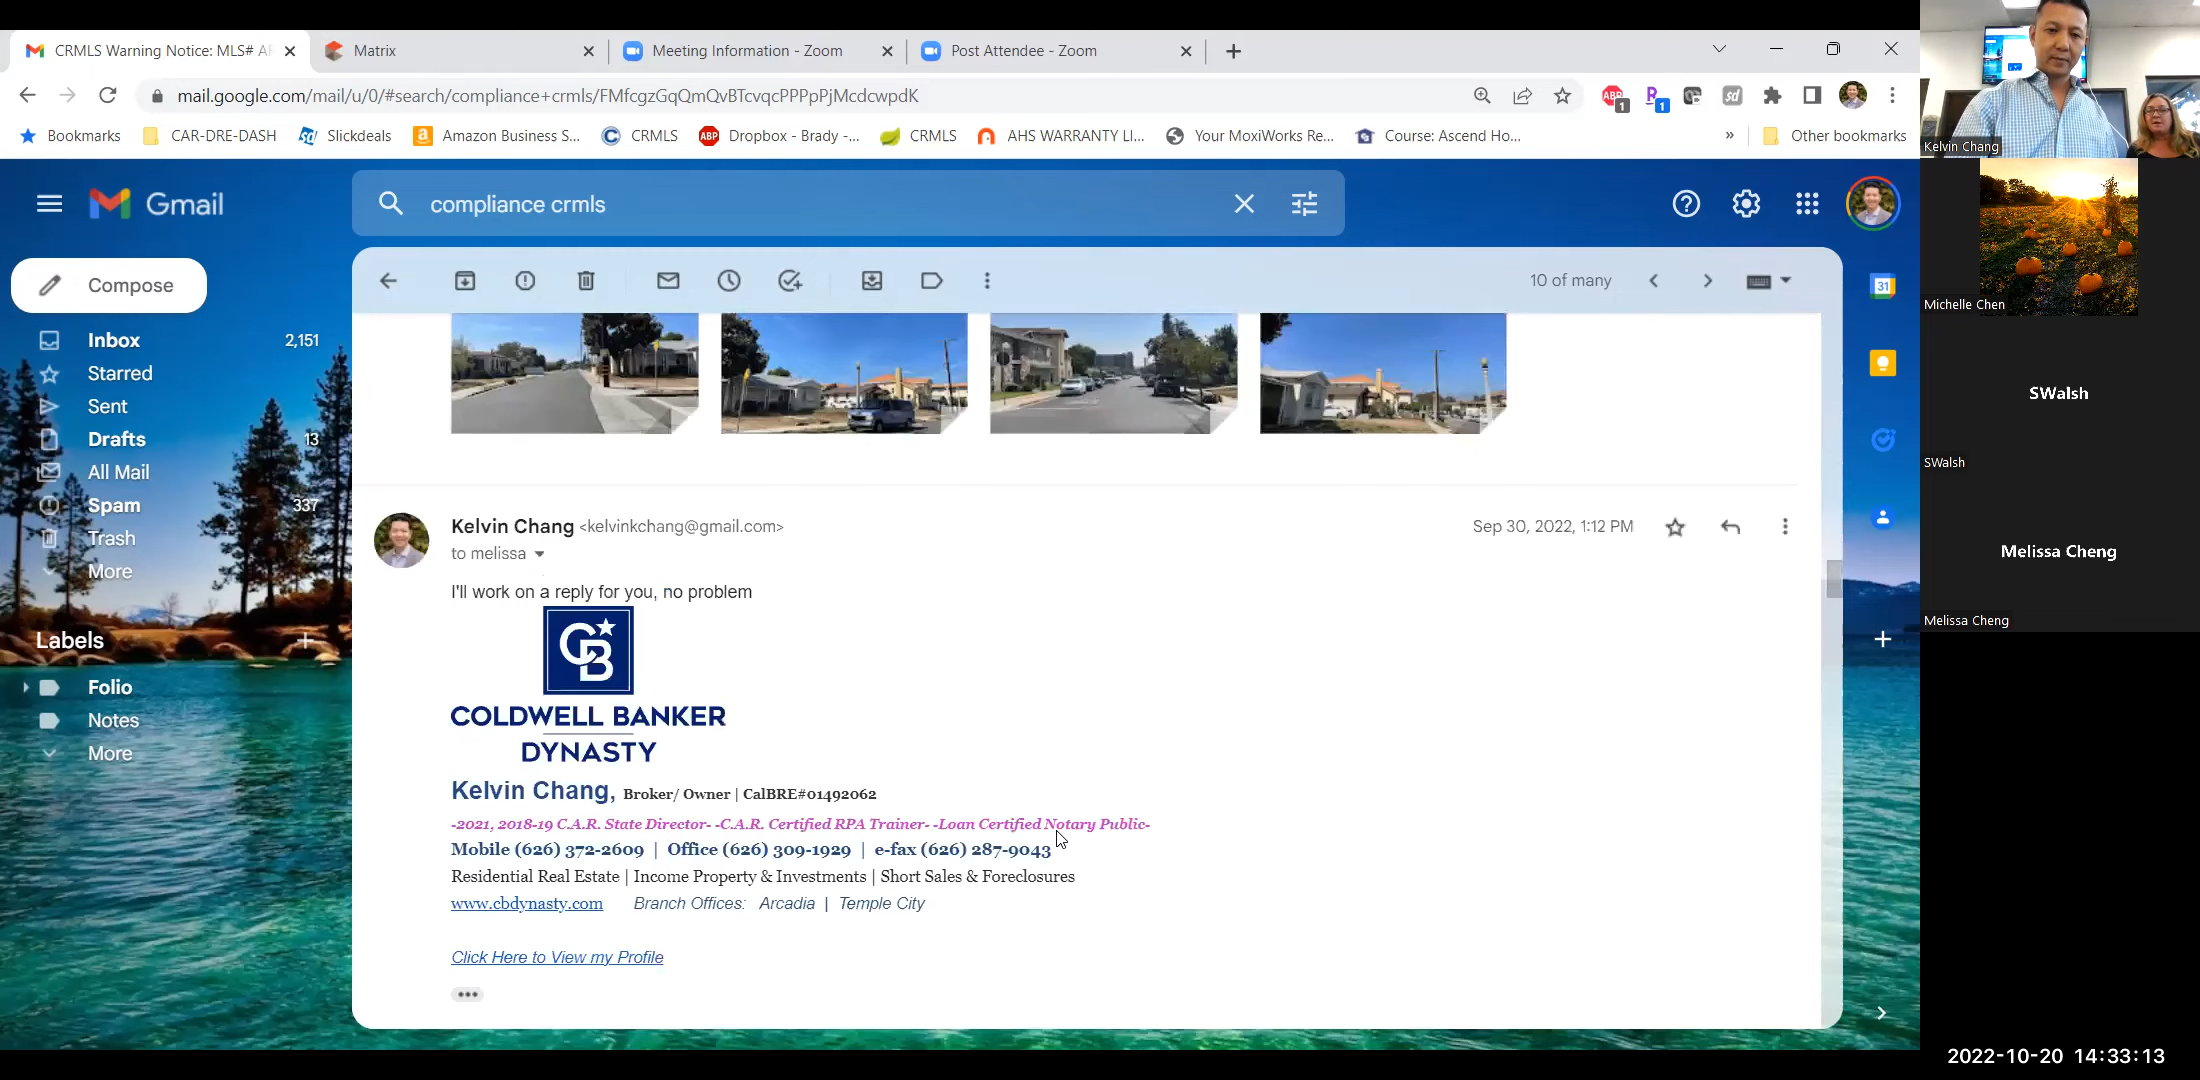 CRMLS Warning Notice: MLS# AR
Matrix
Meeting Information - Zoom
Post Attendee - Zoom
mail.google.com/mail/u/0/#search/compliance+crmls/FMfcgzGqQmQvBTcvqcPPPpPjMcdcwpdK
ABP
1
R
1
sd
Bookmarks
CAR-DRE-DASH
Slickdeals
Amazon Business S...
CRMLS
ABP
Dropbox - Brady -...
CRMLS
AHS WARRANTY LI...
Your MoxiWorks Re...
Course: Ascend Ho...
»
Other bookmarks
Gmail
compliance crmls
Compose
10 of many
Inbox 2,151
Starred
Sent
Drafts 13
All Mail
Spam 337
Trash
More
Labels
Folio
Notes
More
31
Kelvin Chang <kelvinkchang@gmail.com>
Sep 30, 2022, 1:12 PM
to melissa
I'll work on a reply for you, no problem
CB
COLDWELL BANKER
DYNASTY
Kelvin Chang, Broker/ Owner | CalBRE#01492062
-2021, 2018-19 C.A.R. State Director- -C.A.R. Certified RPA Trainer- -Loan Certified Notary Public-
Mobile (626) 372-2609 | Office (626) 309-1929 | e-fax (626) 287-9043
Residential Real Estate | Income Property & Investments | Short Sales & Foreclosures
www.cbdynasty.com Branch Offices: Arcadia | Temple City
Click Here to View my Profile
Kelvin Chang
Michelle Chen
SWalsh
SWalsh
Melissa Cheng
Melissa Cheng
2022-10-20 14:33:13